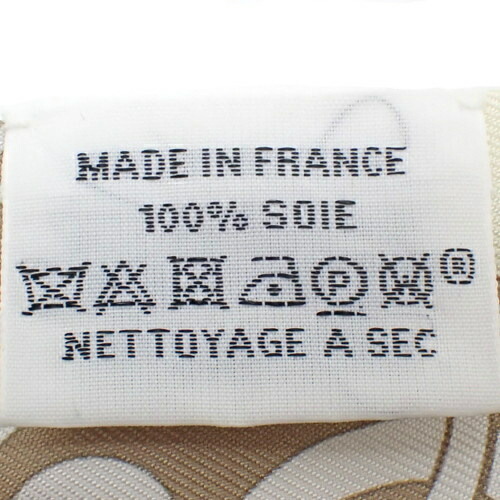 MADE IN FRANCE
100% SOIE
P W ®
NETTOYAGE A SEC